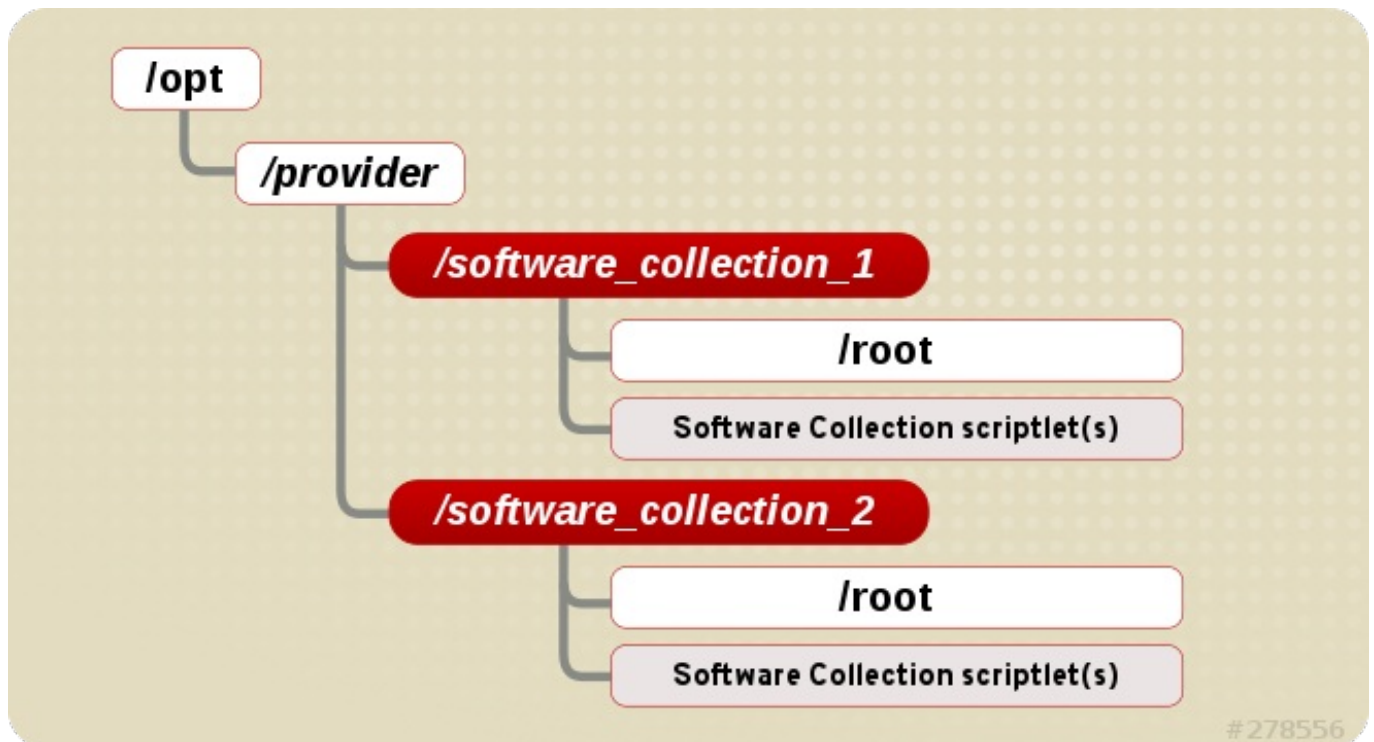 /opt
/provider
/software_collection_1
/root
Software Collection scriptlet(s)
/software_collection_2
/root
Software Collection scriptlet(s)
#278556